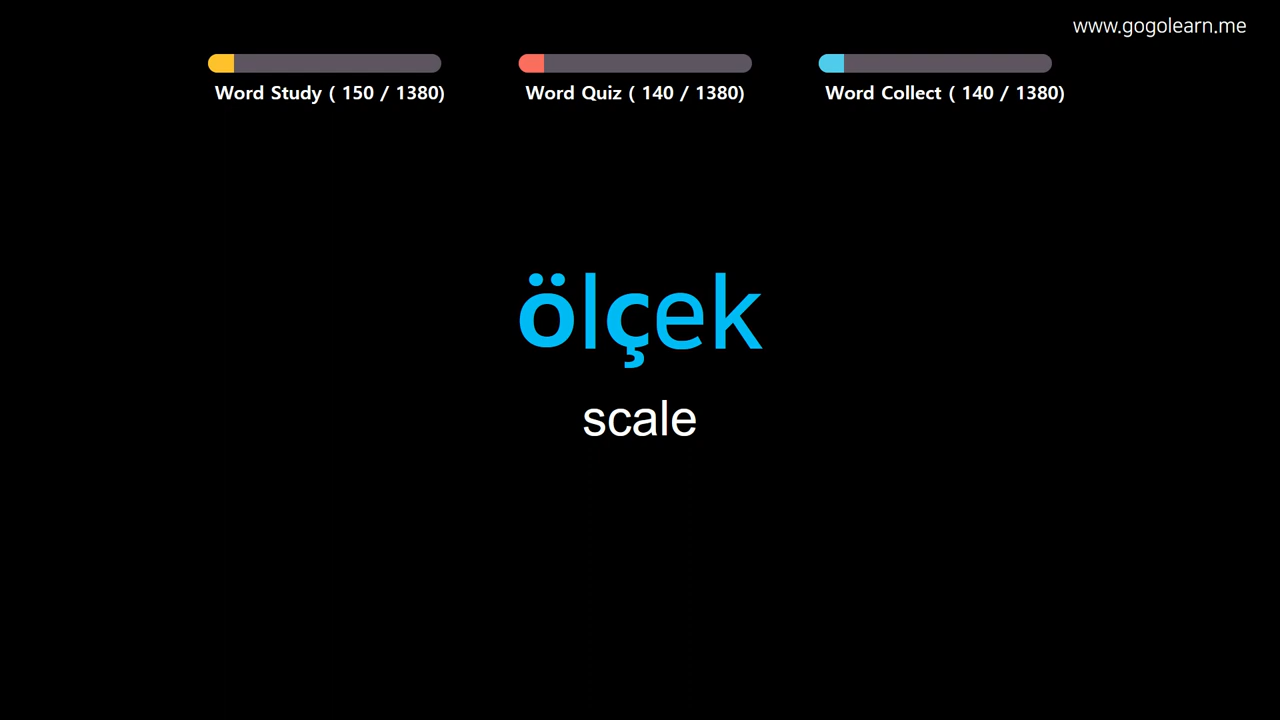 www.gogolearn.me
Word Study ( 150 / 1380)
Word Quiz ( 140 / 1380)
Word Collect ( 140 / 1380)
ölçek
scale